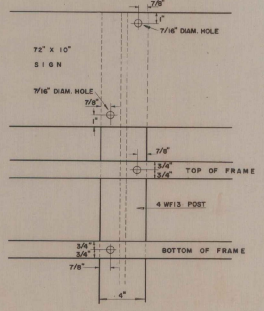 7/8"
1"
7/16" DIAM. HOLE
72" X 10"
SIGN
7/16" DIAM. HOLE
7/8"
1"
7/8"
3/4"
3/4"
TOP OF FRAME
4 WF13 POST
3/4"
3/4"
BOTTOM OF FRAME
7/8"
4"